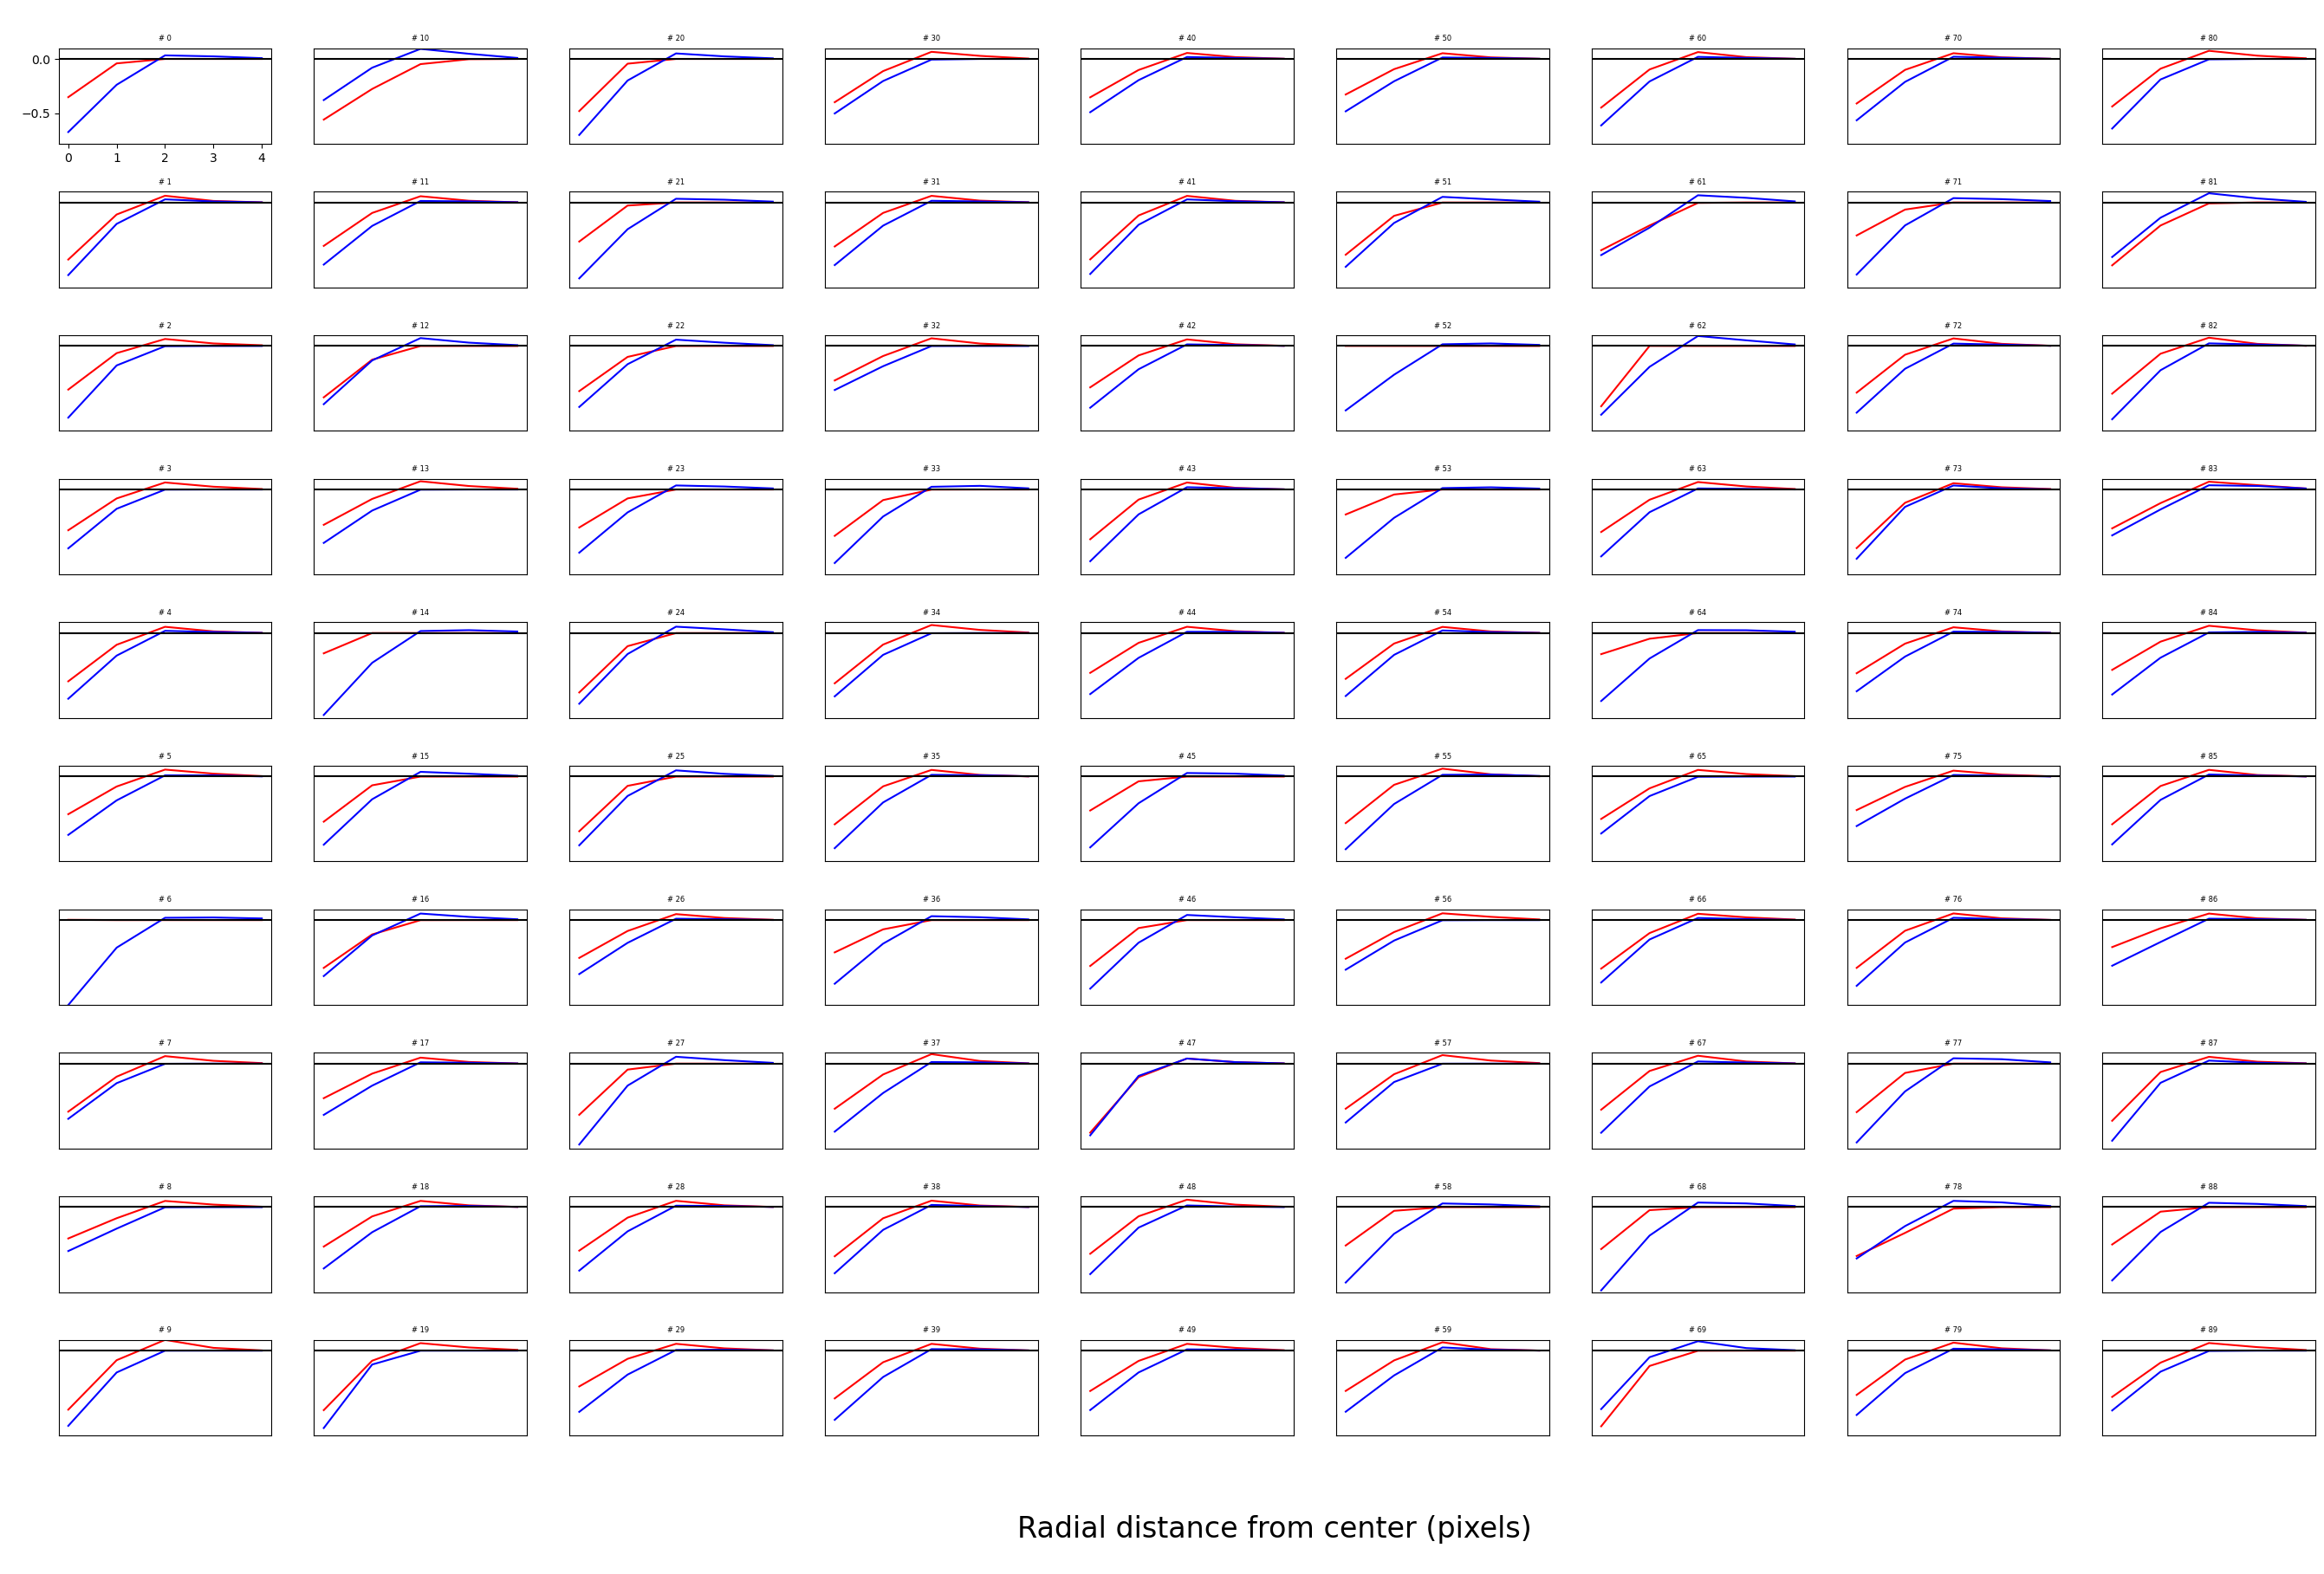 # 0 # 10 # 20 # 30 # 40 # 50 # 60 # 70 # 80
0.0
−0.5
0 1 2 3 4
# 1 # 11 # 21 # 31 # 41 # 51 # 61 # 71 # 81
# 2 # 12 # 22 # 32 # 42 # 52 # 62 # 72 # 82
# 3 # 13 # 23 # 33 # 43 # 53 # 63 # 73 # 83
# 4 # 14 # 24 # 34 # 44 # 54 # 64 # 74 # 84
# 5 # 15 # 25 # 35 # 45 # 55 # 65 # 75 # 85
# 6 # 16 # 26 # 36 # 46 # 56 # 66 # 76 # 86
# 7 # 17 # 27 # 37 # 47 # 57 # 67 # 77 # 87
# 8 # 18 # 28 # 38 # 48 # 58 # 68 # 78 # 88
# 9 # 19 # 29 # 39 # 49 # 59 # 69 # 79 # 89
Radial distance from center (pixels)